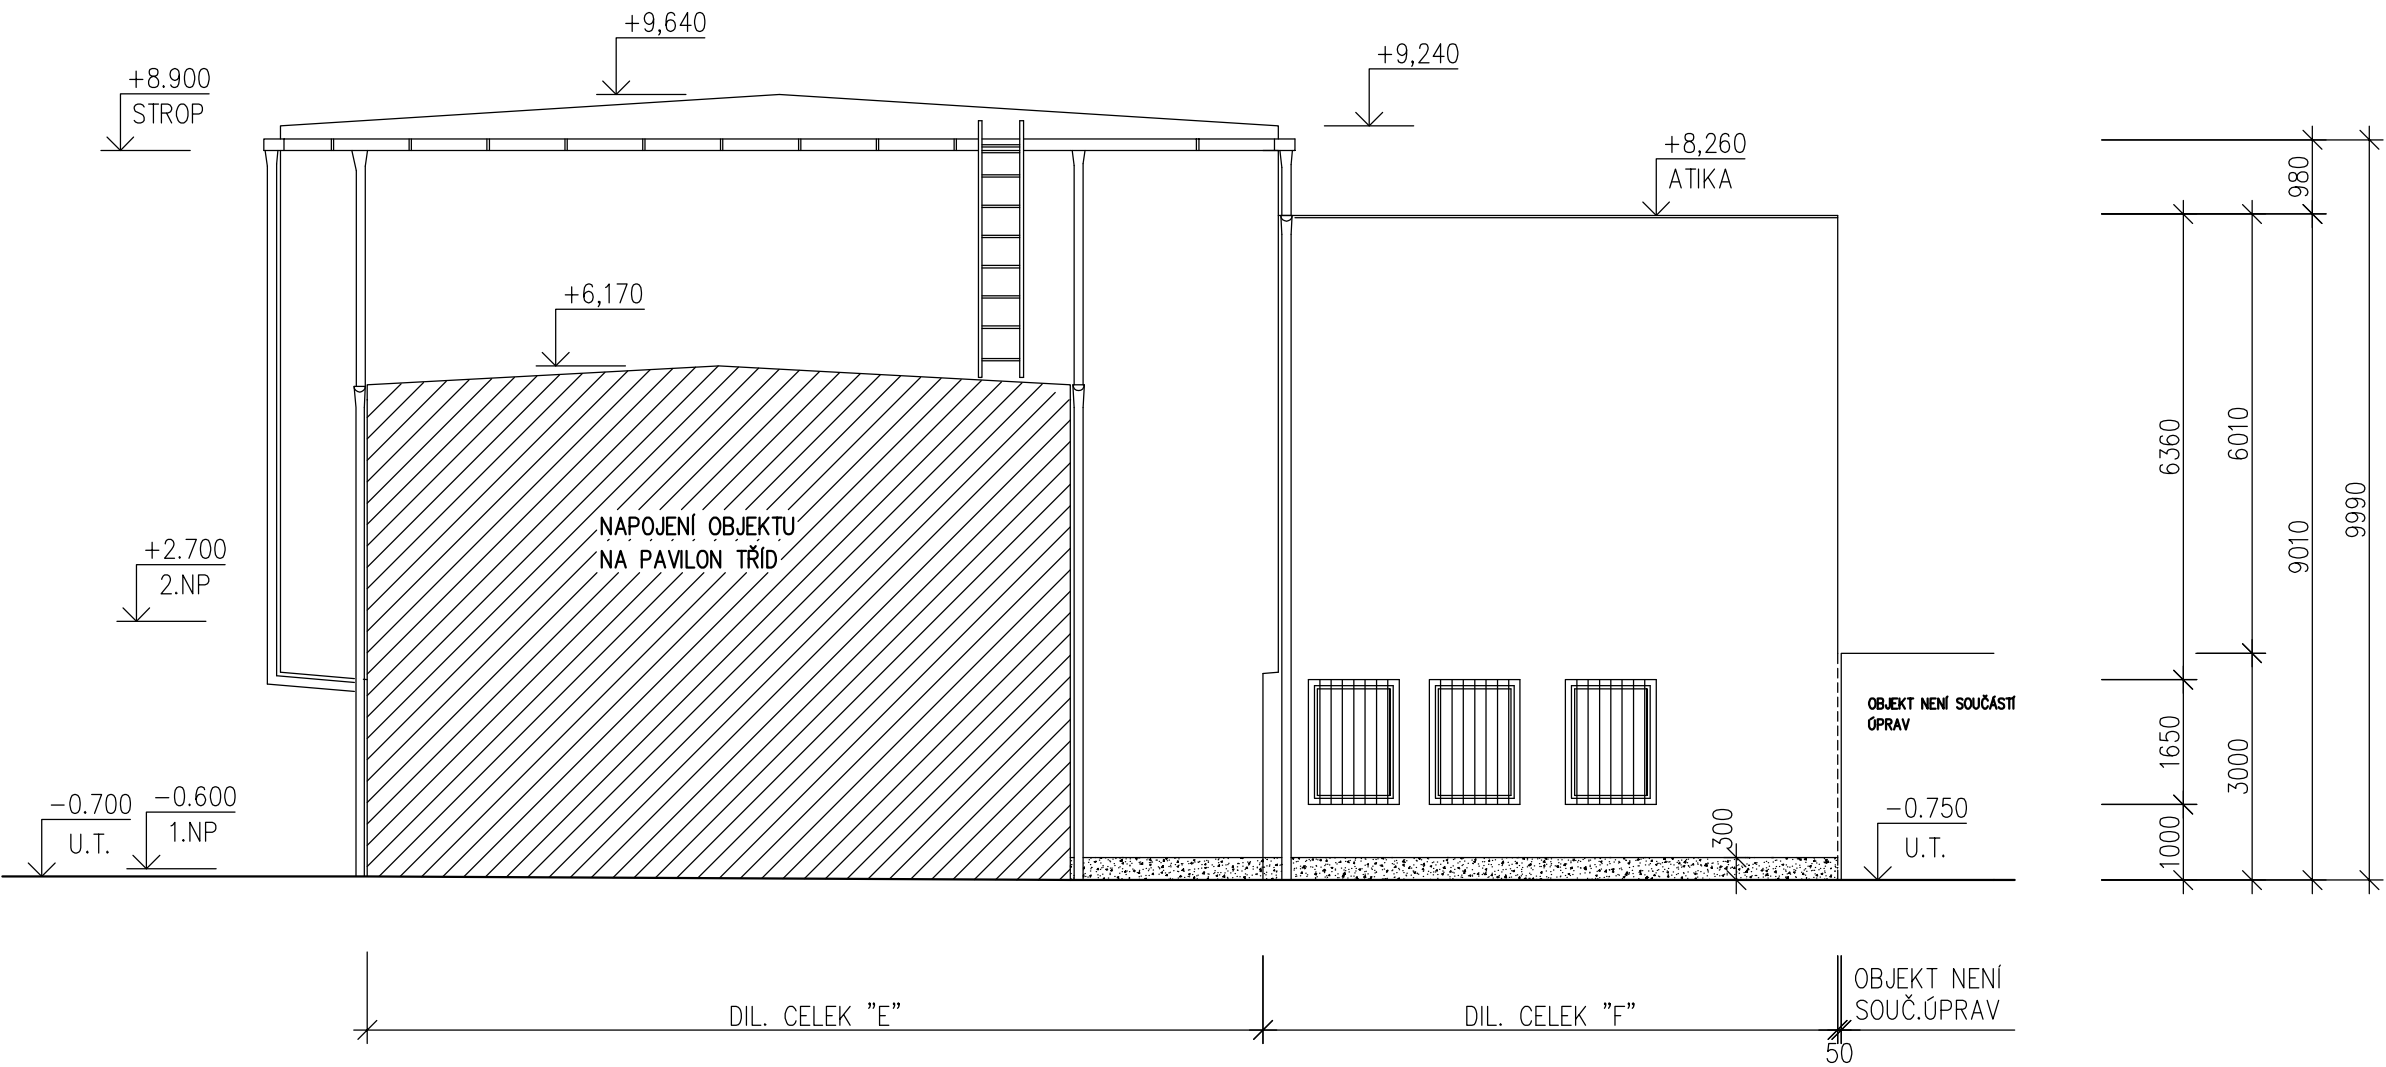 +9,640
+9,240
+8.900
STROP
+8,260
ATIKA
980
+6,170
6360
6010
9010
9990
NAPOJENÍ OBJEKTU
NA PAVILON TŘÍD
+2.700
2.NP
OBJEKT NENÍ SOUČÁSTÍ
ÚPRAV
1650
3000
-0.700
U.T.
-0.600
1.NP
300
-0.750
U.T.
1000
DIL. CELEK "E"
DIL. CELEK "F"
OBJEKT NENÍ
SOUČ.ÚPRAV
50